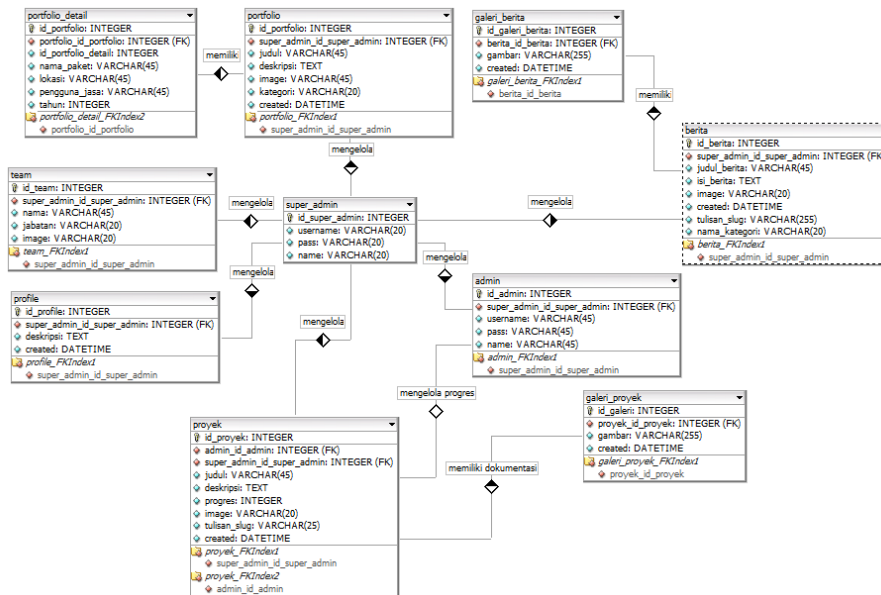 portfolio_detail
id_portfolio: INTEGER
portfolio_id_portfolio: INTEGER (FK)
id_portfolio_detail: INTEGER
nama_paket: VARCHAR(45)
lokasi: VARCHAR(45)
pengguna_jasa: VARCHAR(45)
tahun: INTEGER
portfolio_detail_FKIndex2
portfolio_id_portfolio
memilik
portfolio
id_portfolio: INTEGER
super_admin_id_super_admin: INTEGER (FK)
judul: VARCHAR(45)
deskripsi: TEXT
image: VARCHAR(45)
kategori: VARCHAR(20)
created: DATETIME
portfolio_FKIndex1
super_admin_id_super_admin
galeri_berita
id_galeri_berita: INTEGER
berita_id_berita: INTEGER (FK)
gambar: VARCHAR(255)
created: DATETIME
galeri_berita_FKIndex1
berita_id_berita
memilik
berita
id_berita: INTEGER
super_admin_id_super_admin: INTEGER (FK
judul_berita: VARCHAR(45)
isi_berita: TEXT
image: VARCHAR(20)
created: DATETIME
tulisan_slug: VARCHAR(255)
nama_kategori: VARCHAR(20)
berita_FKIndex1
super_admin_id_super_admin
mengelola
team
id_team: INTEGER
super_admin_id_super_admin: INTEGER (FK)
nama: VARCHAR(45)
jabatan: VARCHAR(20)
image: VARCHAR(20)
team_FKIndex1
super_admin_id_super_admin
mengelola
super_admin
id_super_admin: INTEGER
username: VARCHAR(20)
pass: VARCHAR(20)
name: VARCHAR(20)
mengelola
mengelola
mengelola
mengelola
profile
id_profile: INTEGER
super_admin_id_super_admin: INTEGER (FK)
deskripsi: TEXT
created: DATETIME
profile_FKIndex1
super_admin_id_super_admin
admin
id_admin: INTEGER
super_admin_id_super_admin: INTEGER (FK)
username: VARCHAR(45)
pass: VARCHAR(45)
name: VARCHAR(45)
admin_FKIndex1
super_admin_id_super_admin
mengelola progres
proyek
id_proyek: INTEGER
admin_id_admin: INTEGER (FK)
super_admin_id_super_admin: INTEGER (FK)
judul: VARCHAR(45)
deskripsi: TEXT
progres: INTEGER
image: VARCHAR(20)
tulisan_slug: VARCHAR(25)
created: DATETIME
proyek_FKIndex1
super_admin_id_super_admin
proyek_FKIndex2
admin_id_admin
memiliki dokumentasi
galeri_proyek
id_galeri: INTEGER
proyek_id_proyek: INTEGER (FK)
gambar: VARCHAR(255)
created: DATETIME
galeri_proyek_FKIndex1
proyek_id_proyek